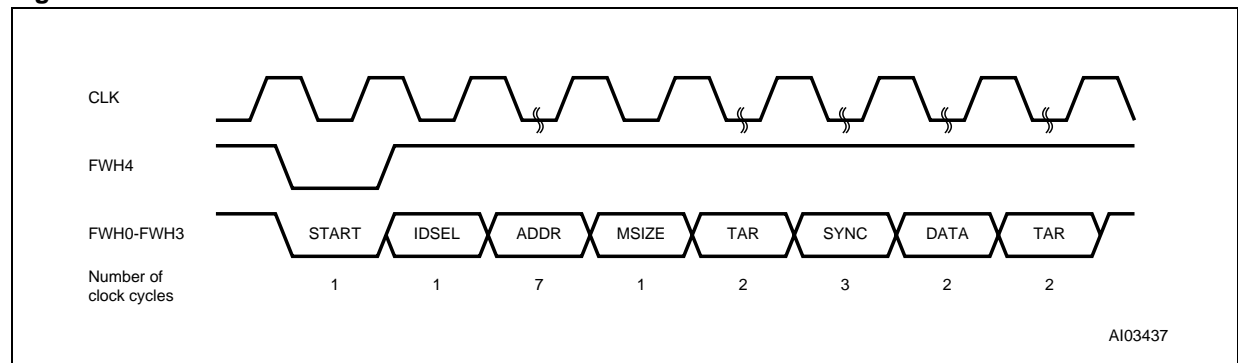 CLK
FWH4
FWH0-FWH3
START IDSEL ADDR MSIZE TAR SYNC DATA TAR
Number of
clock cycles
1 1 7 1 2 3 2 2
AI03437